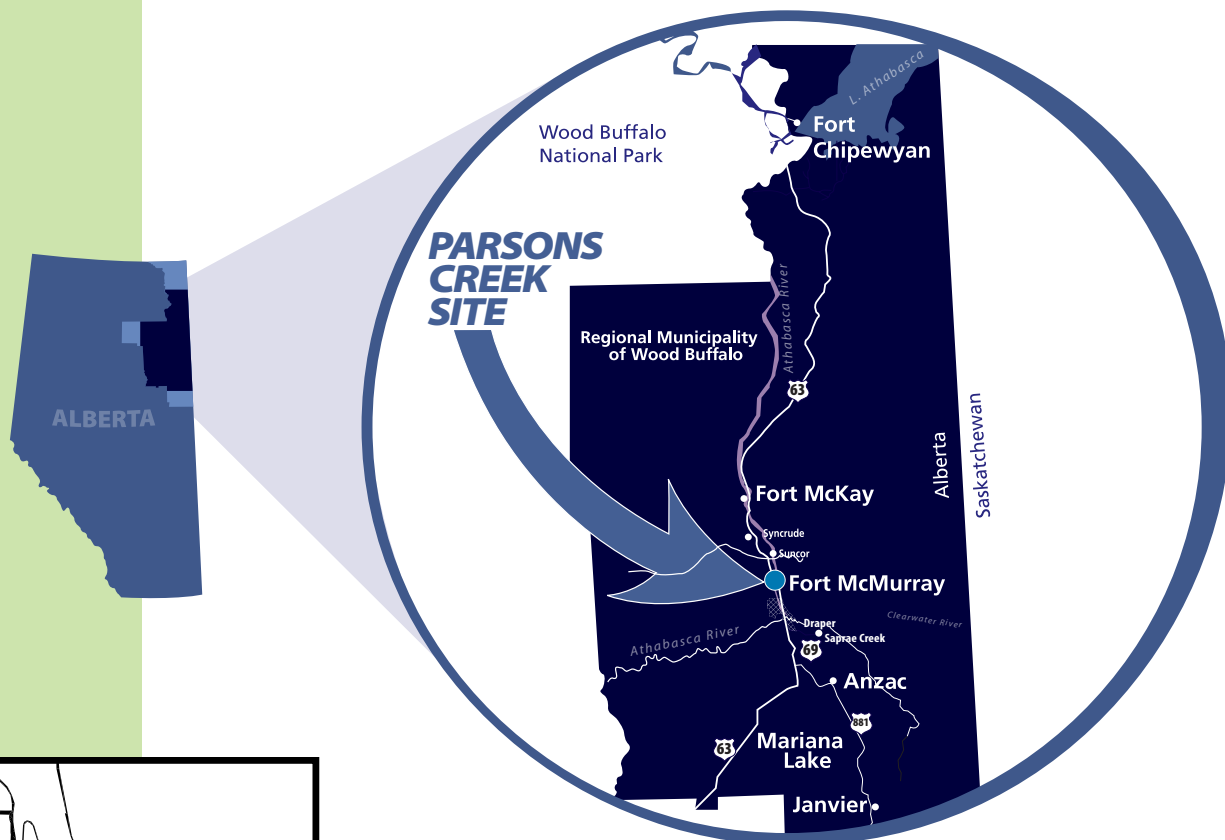 L. Athabasca
Fort
Chipewyan
Wood Buffalo
National Park
PARSONS
CREEK
SITE
Athabasca River
Regional Municipality
of Wood Buffalo
63
ALBERTA
Alberta
Saskatchewan
Fort McKay
Syncrude
Suncor
Fort McMurray
Clearwater River
Draper
Saprae Creek
Athabasca River
69
Anzac
881
63
Mariana
Lake
Janvier